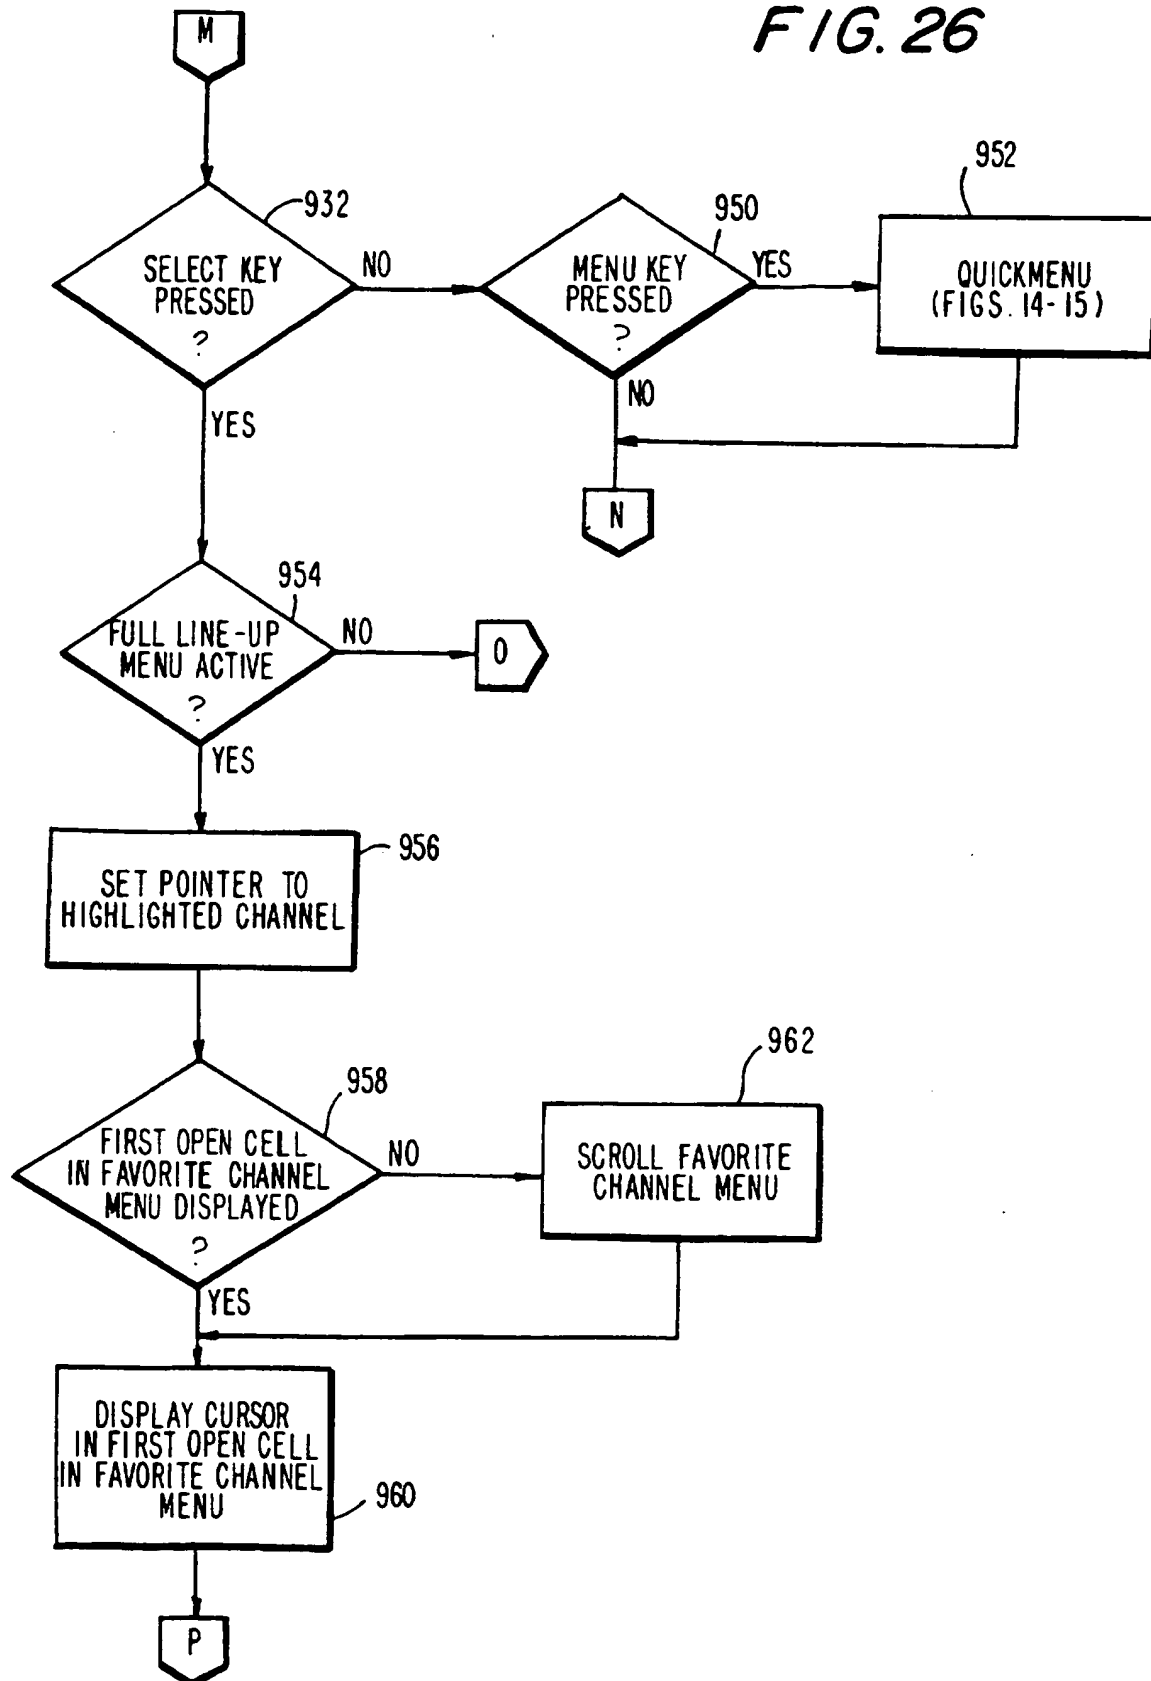 FIG. 26
M
932
SELECT KEY
PRESSED
?
NO
YES
950
MENU KEY
PRESSED
?
YES
NO
952
QUICKMENU
(FIGS. 14-15)
N
954
FULL LINE-UP
MENU ACTIVE
?
NO
O
YES
956
SET POINTER TO
HIGHLIGHTED CHANNEL
958
FIRST OPEN CELL
IN FAVORITE CHANNEL
MENU DISPLAYED
?
NO
962
SCROLL FAVORITE
CHANNEL MENU
YES
DISPLAY CURSOR
IN FIRST OPEN CELL
IN FAVORITE CHANNEL
MENU
960
P